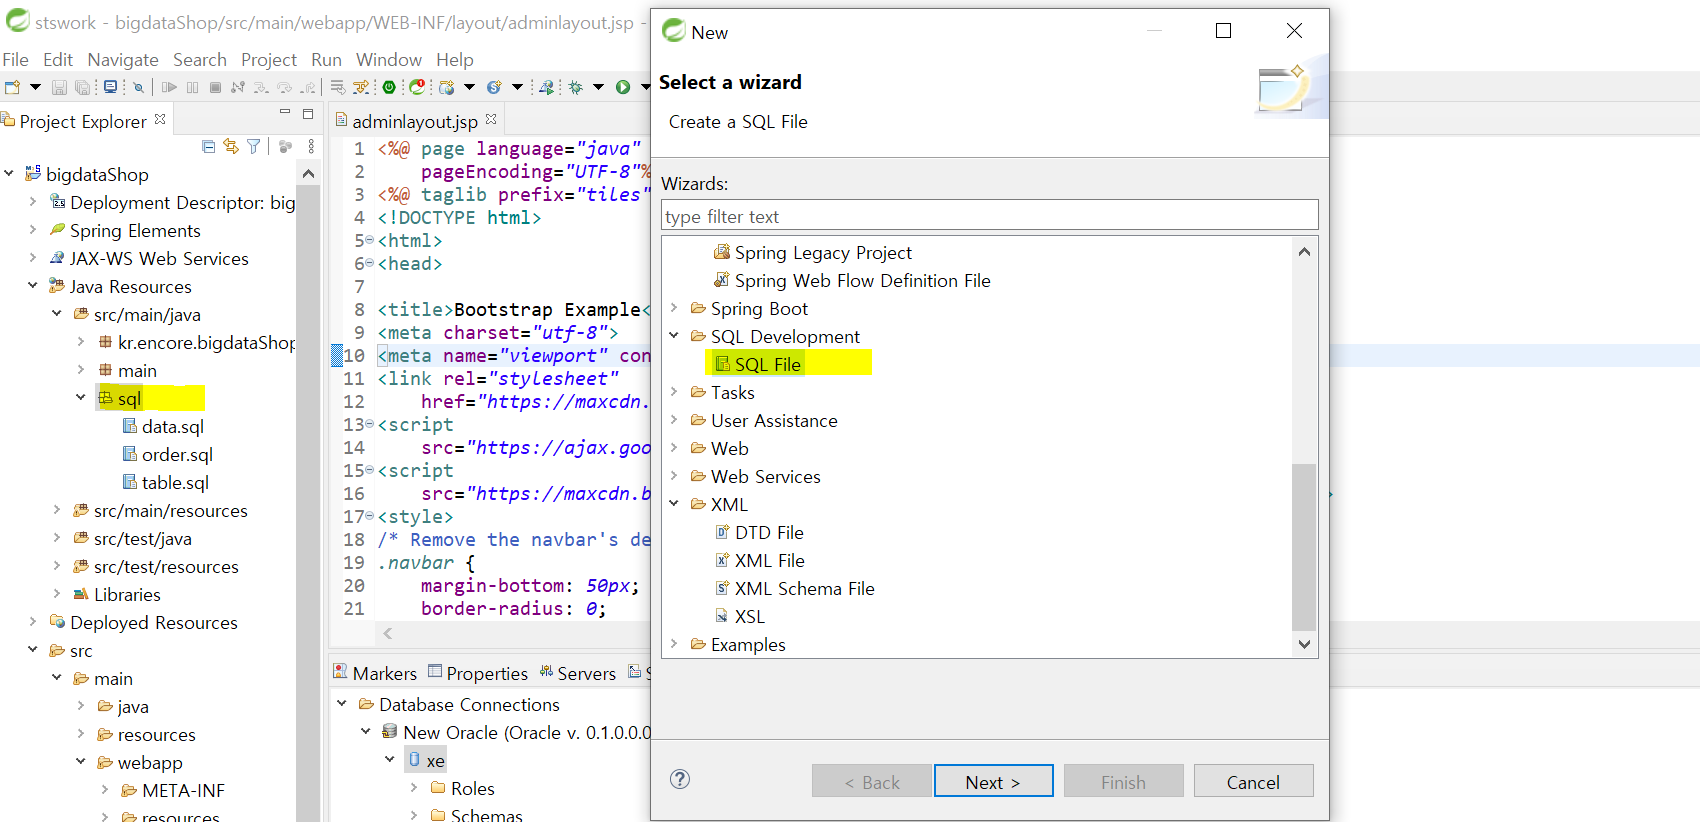 stswork - bigdataShop/src/main/webapp/WEB-INF/layout/adminlayout.jsp -
File Edit Navigate Search Project Run Window Help
Project Explorer
bigdataShop
Deployment Descriptor: big
Spring Elements
JAX-WS Web Services
Java Resources
src/main/java
kr.encore.bigdataShop
main
sql
data.sql
order.sql
table.sql
src/main/resources
src/test/java
src/test/resources
Libraries
Deployed Resources
src
main
java
resources
webapp
META-INF
resources
adminlayout.jsp
1 <%@ page language="java"
2 pageEncoding="UTF-8"%
3 <%@ taglib prefix="tiles"
4 <!DOCTYPE html>
5 <html>
6 <head>
7
8 <title>Bootstrap Example<
9 <meta charset="utf-8">
10 <meta name="viewport" con
11 <link rel="stylesheet"
12 href="https://maxcdn.
13 <script
14 src="https://ajax.goo
15 <script
16 src="https://maxcdn.b
17 <style>
18 /* Remove the navbar's de
19 .navbar {
20 margin-bottom: 50px;
21 border-radius: 0;
Markers Properties Servers S
Database Connections
New Oracle (Oracle v. 0.1.0.0.0
xe
Roles
Schemas
New
Select a wizard
Create a SQL File
Wizards:
type filter text
Spring Legacy Project
Spring Web Flow Definition File
Spring Boot
SQL Development
SQL File
Tasks
User Assistance
Web
Web Services
XML
DTD File
XML File
XML Schema File
XSL
Examples
< Back Next > Finish Cancel